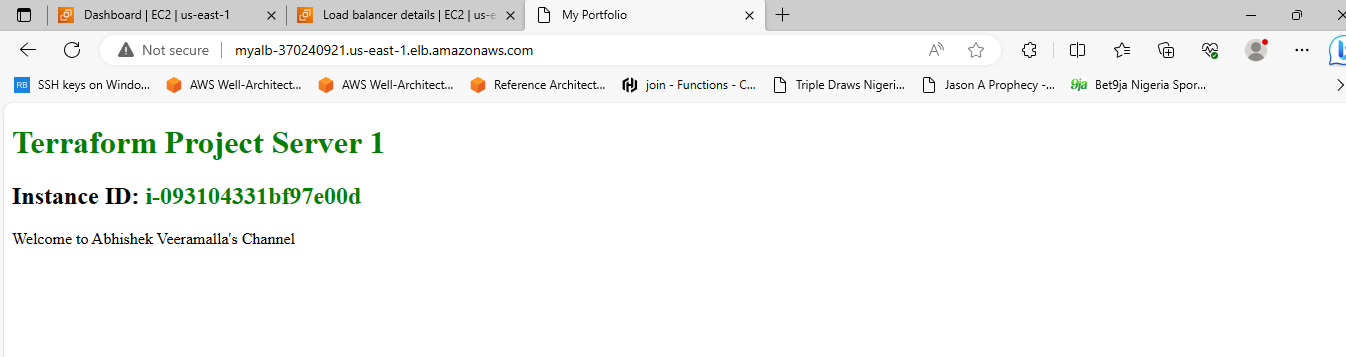 Dashboard | EC2 | us-east-1
Load balancer details | EC2 | us-e
My Portfolio
Not secure
myalb-370240921.us-east-1.elb.amazonaws.com
RB SSH keys on Windo...
AWS Well-Architect...
AWS Well-Architect...
Reference Architect...
join - Functions - C...
Triple Draws Nigeri...
Jason A Prophecy -...
9ja Bet9ja Nigeria Spor...
Terraform Project Server 1
Instance ID: i-093104331bf97e00d
Welcome to Abhishek Veeramalla's Channel